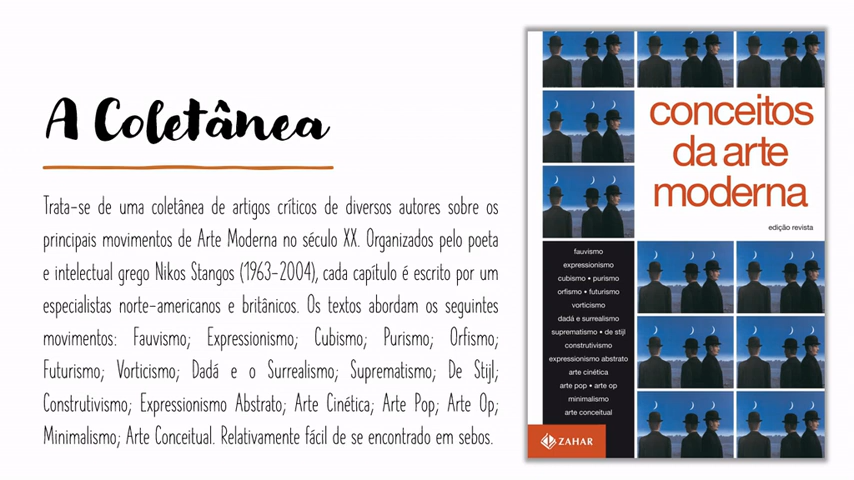 A Coletânea
Trata-se de uma coletânea de artigos críticos de diversos autores sobre os
principais movimentos de Arte Moderna no século XX. Organizados pelo poeta
e intelectual grego Nikos Stangos (1963-2004), cada capítulo é escrito por um
especialistas norte-americanos e britânicos. Os textos abordam os seguintes
movimentos: Fauvismo; Expressionismo; Cubismo; Purismo; Orfismo;
Futurismo; Vorticismo; Dadá e o Surrealismo; Suprematismo; De Stijl;
Construtivismo; Expressionismo Abstrato; Arte Cinética; Arte Pop; Arte Op;
Minimalismo; Arte Conceitual. Relativamente fácil de se encontrado em sebos.
conceitos
da arte
moderna
edição revista
fauvismo
expressionismo
cubismo • purismo
orfismo • futurismo
vorticismo
dadá e surrealismo
suprematismo • de stijl
construtivismo
expressionismo abstrato
arte cinética
arte pop • arte op
minimalismo
arte conceitual
ZAHAR